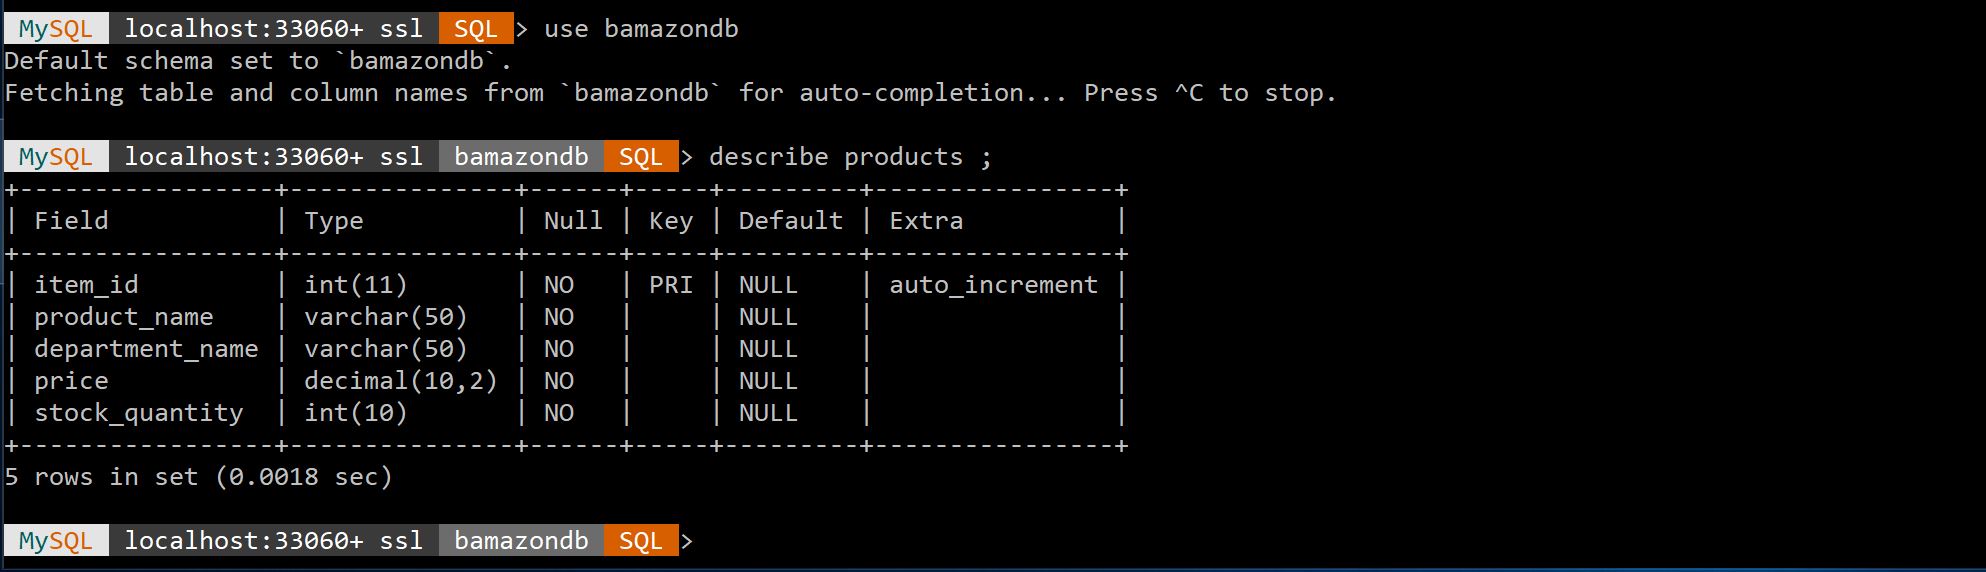 MySQL localhost:33060+ ssl SQL> use bamazondb
Default schema set to `bamazondb`.
Fetching table and column names from `bamazondb` for auto-completion... Press ^C to stop.
MySQL localhost:33060+ ssl bamazondb SQL> describe products ;
+-----------------+---------------+------+-----+---------+----------------+
| Field           | Type          | Null | Key | Default | Extra          |
+-----------------+---------------+------+-----+---------+----------------+
| item_id         | int(11)       | NO   | PRI | NULL    | auto_increment |
| product_name    | varchar(50)   | NO   |     | NULL    |                |
| department_name | varchar(50)   | NO   |     | NULL    |                |
| price           | decimal(10,2) | NO   |     | NULL    |                |
| stock_quantity  | int(10)       | NO   |     | NULL    |                |
+-----------------+---------------+------+-----+---------+----------------+
5 rows in set (0.0018 sec)
MySQL localhost:33060+ ssl bamazondb SQL>